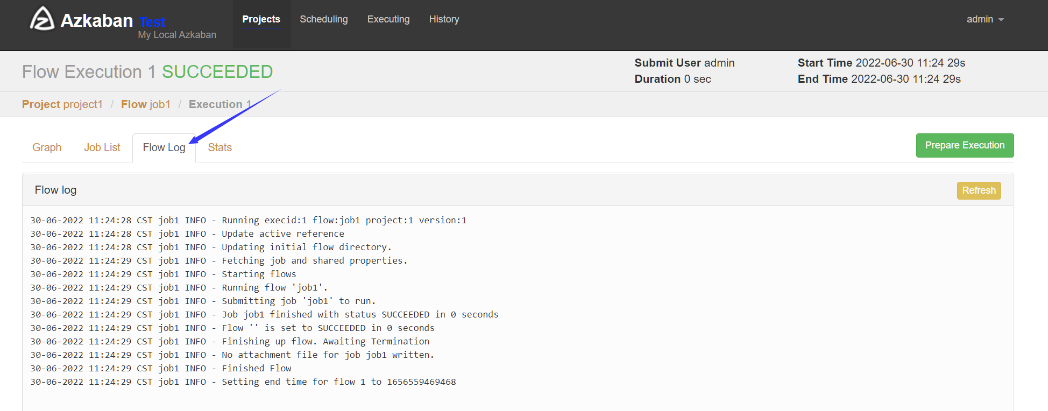 Azkaban Test
My Local Azkaban
Projects Scheduling Executing History
admin
Flow Execution 1 SUCCEEDED
Submit User admin
Duration 0 sec
Start Time 2022-06-30 11:24 29s
End Time 2022-06-30 11:24 29s
Project project1 / Flow job1 / Execution 1
Graph Job List Flow Log Stats
Prepare Execution
Flow log
Refresh
30-06-2022 11:24:28 CST job1 INFO - Running execid:1 flow:job1 project:1 version:1
30-06-2022 11:24:28 CST job1 INFO - Update active reference
30-06-2022 11:24:28 CST job1 INFO - Updating initial flow directory.
30-06-2022 11:24:29 CST job1 INFO - Fetching job and shared properties.
30-06-2022 11:24:29 CST job1 INFO - Starting flows
30-06-2022 11:24:29 CST job1 INFO - Running flow 'job1'.
30-06-2022 11:24:29 CST job1 INFO - Submitting job 'job1' to run.
30-06-2022 11:24:29 CST job1 INFO - Job job1 finished with status SUCCEEDED in 0 seconds
30-06-2022 11:24:29 CST job1 INFO - Flow '' is set to SUCCEEDED in 0 seconds
30-06-2022 11:24:29 CST job1 INFO - Finishing up flow. Awaiting Termination
30-06-2022 11:24:29 CST job1 INFO - No attachment file for job job1 written.
30-06-2022 11:24:29 CST job1 INFO - Finished Flow
30-06-2022 11:24:29 CST job1 INFO - Setting end time for flow 1 to 1656559469468